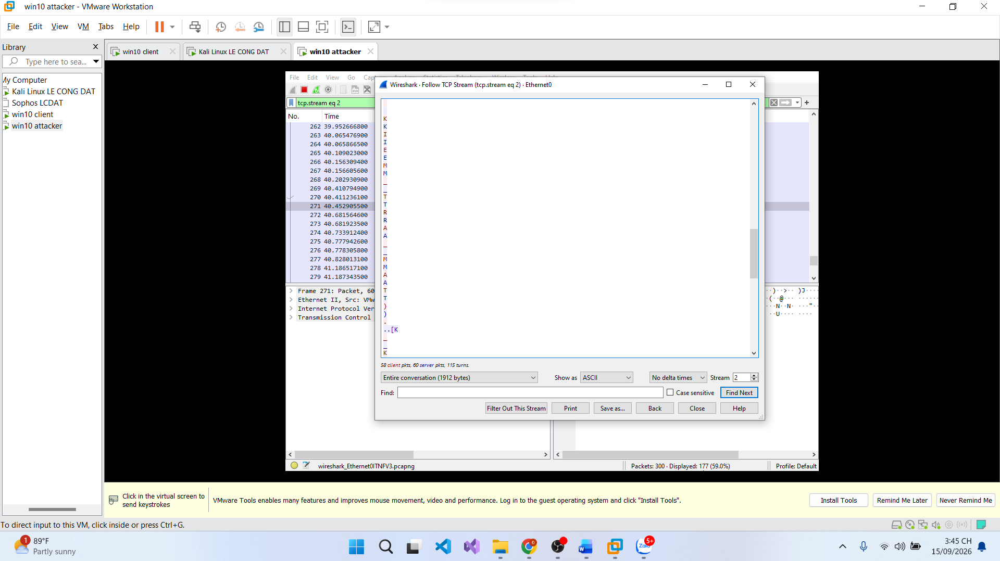 win10 attacker - VMware Workstation
File Edit View VM Tabs Help
Library
Type here to sea...
My Computer
Kali Linux LE CONG DAT
Sophos LCDAT
win10 client
win10 attacker
win10 client
Kali Linux LE CONG DAT
win10 attacker
File Edit View Go
Wireshark · Follow TCP Stream (tcp.stream eq 2) · Ethernet0
tcp.stream eq 2
No. Time
262 39.952666800
263 40.065476900
264 40.065866500
265 40.109023000
266 40.156309400
267 40.156605600
268 40.202930900
269 40.410794900
270 40.411236100
271 40.452905500
272 40.681564600
273 40.681923500
274 40.733912400
275 40.777942600
276 40.778305800
277 40.828013100
278 41.186517100
279 41.187343500
K
K
I
I
E
E
M
M
_
_
T
T
R
R
A
A
_
_
M
M
A
A
T
T
)
)
.
..[K
_
_
K
Frame 271: Packet, 60
Ethernet II, Src: VMw
Internet Protocol Ver
Transmission Control
··)··>·· )J····
(··@··
···N··N· ···"·
··U···· ····
58 client pkts, 60 server pkts, 115 turns.
Entire conversation (1912 bytes)
Show as ASCII
No delta times
Stream 2
Find:
Case sensitive
Find Next
Filter Out This Stream
Print
Save as...
Back
Close
Help
wireshark_Ethernet0ITNFV3.pcapng
Packets: 300 · Displayed: 177 (59.0%)
Profile: Default
Click in the virtual screen to
send keystrokes
VMware Tools enables many features and improves mouse movement, video and performance. Log in to the guest operating system and click "Install Tools".
Install Tools
Remind Me Later
Never Remind Me
To direct input to this VM, click inside or press Ctrl+G.
1
89°F
Partly sunny
Zalo
5+
3:45 CH
15/09/2026